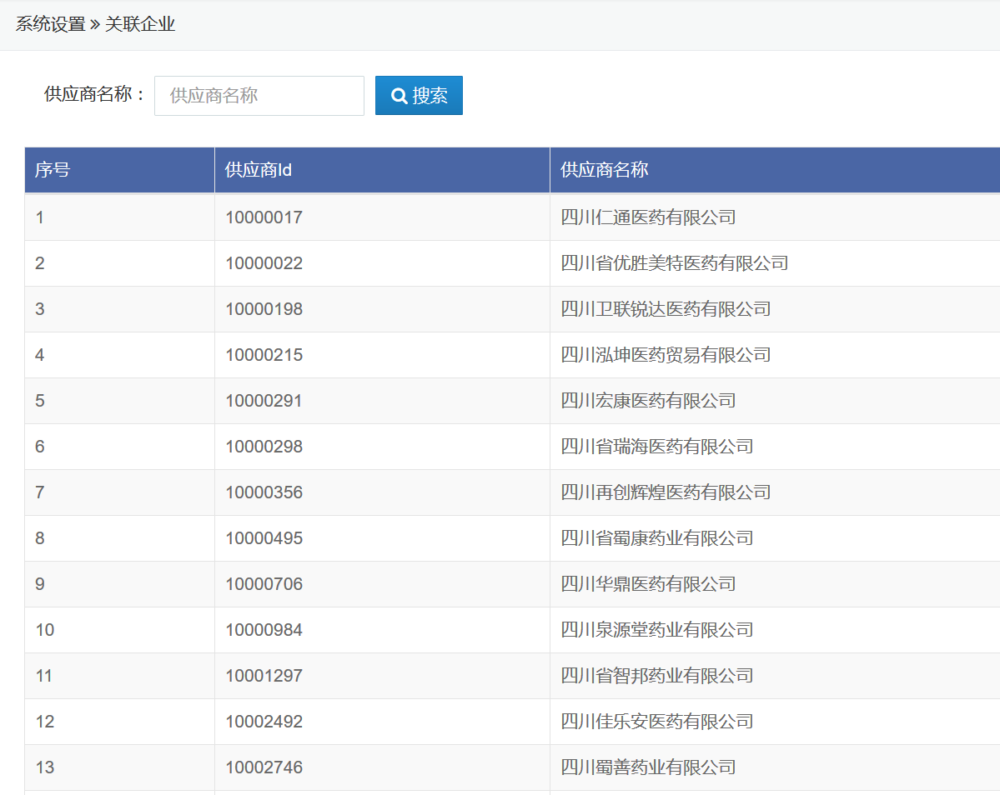 系统设置 » 关联企业
供应商名称： 供应商名称 搜索
序号 供应商Id 供应商名称
1 10000017 四川仁通医药有限公司
2 10000022 四川省优胜美特医药有限公司
3 10000198 四川卫联锐达医药有限公司
4 10000215 四川泓坤医药贸易有限公司
5 10000291 四川宏康医药有限公司
6 10000298 四川省瑞海医药有限公司
7 10000356 四川再创辉煌医药有限公司
8 10000495 四川省蜀康药业有限公司
9 10000706 四川华鼎医药有限公司
10 10000984 四川泉源堂药业有限公司
11 10001297 四川省智邦药业有限公司
12 10002492 四川佳乐安医药有限公司
13 10002746 四川蜀善药业有限公司